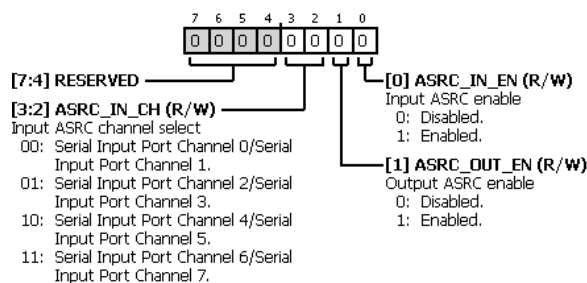 7 6 5 4 3 2 1 0
0 0 0 0 0 0 0 0
[7:4] RESERVED
[3:2] ASRC_IN_CH (R/W)
Input ASRC channel select
00: Serial Input Port Channel 0/Serial
Input Port Channel 1.
01: Serial Input Port Channel 2/Serial
Input Port Channel 3.
10: Serial Input Port Channel 4/Serial
Input Port Channel 5.
11: Serial Input Port Channel 6/Serial
Input Port Channel 7.
[0] ASRC_IN_EN (R/W)
Input ASRC enable
0: Disabled.
1: Enabled.
[1] ASRC_OUT_EN (R/W)
Output ASRC enable
0: Disabled.
1: Enabled.